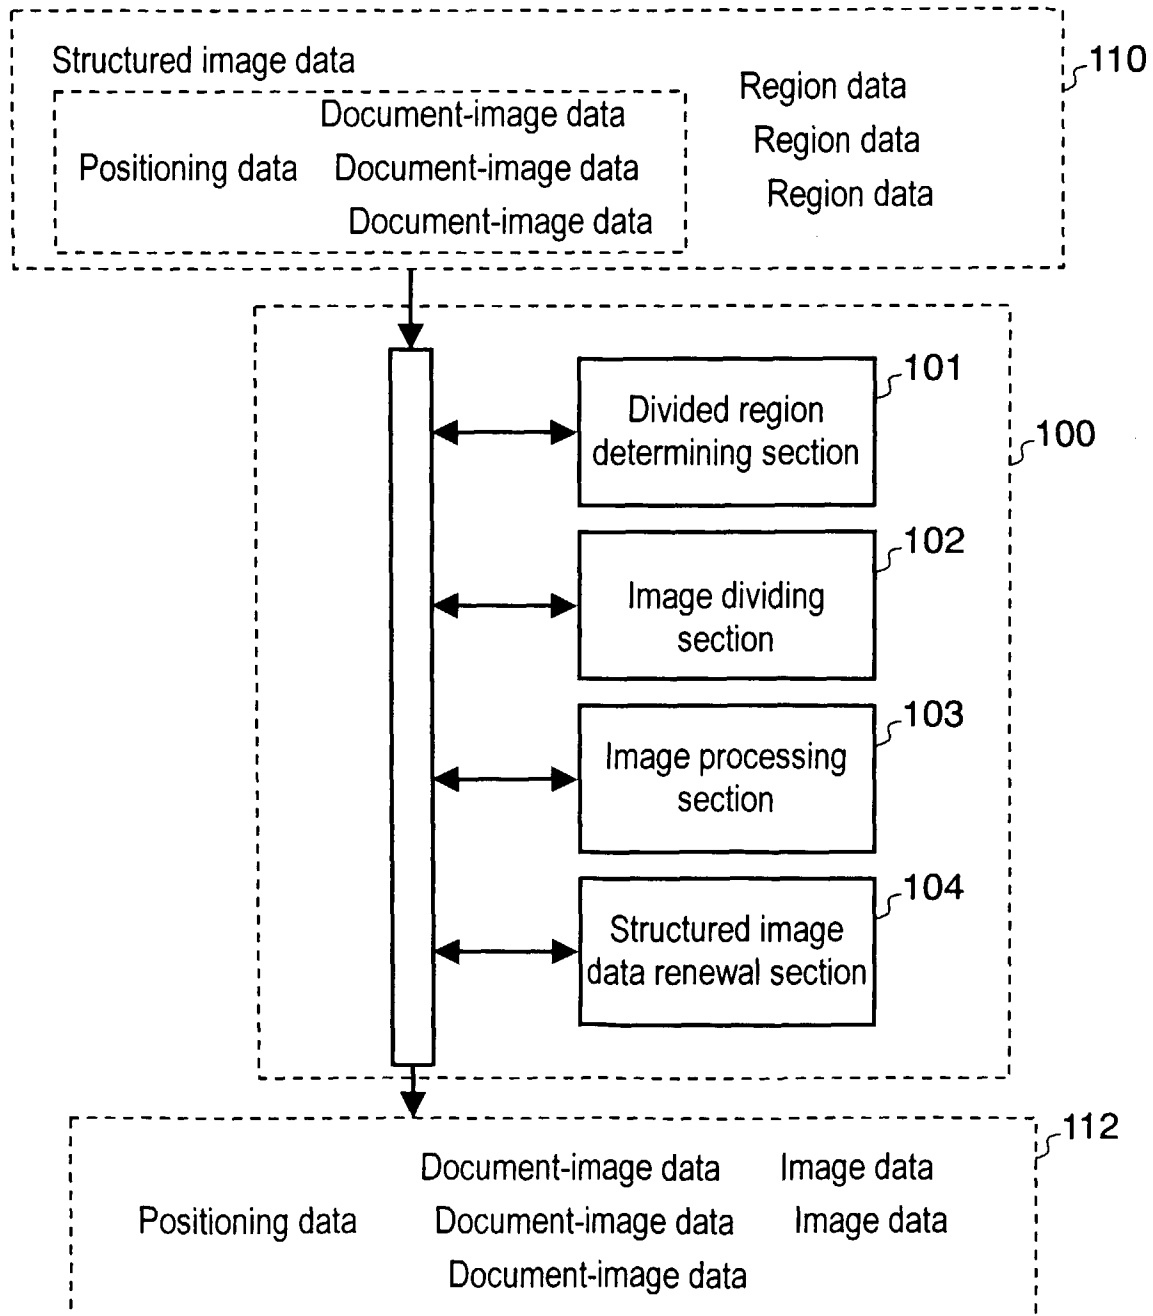 110
Structured image data
Region data
Document-image data
Region data
Positioning data
Document-image data
Region data
Document-image data
101
Divided region
determining section
100
102
Image dividing
section
103
Image processing
section
104
Structured image
data renewal section
112
Document-image data
Image data
Positioning data
Document-image data
Image data
Document-image data